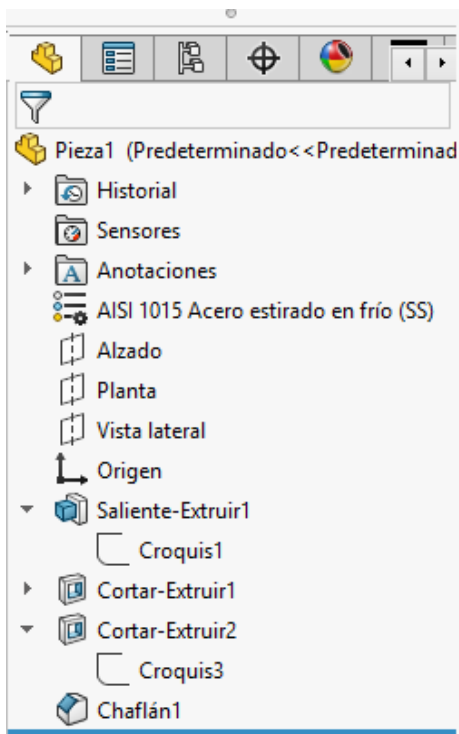 Pieza1 (Predeterminado<<Predeterminad
Historial
Sensores
Anotaciones
AISI 1015 Acero estirado en frío (SS)
Alzado
Planta
Vista lateral
Origen
Saliente-Extruir1
Croquis1
Cortar-Extruir1
Cortar-Extruir2
Croquis3
Chaflán1